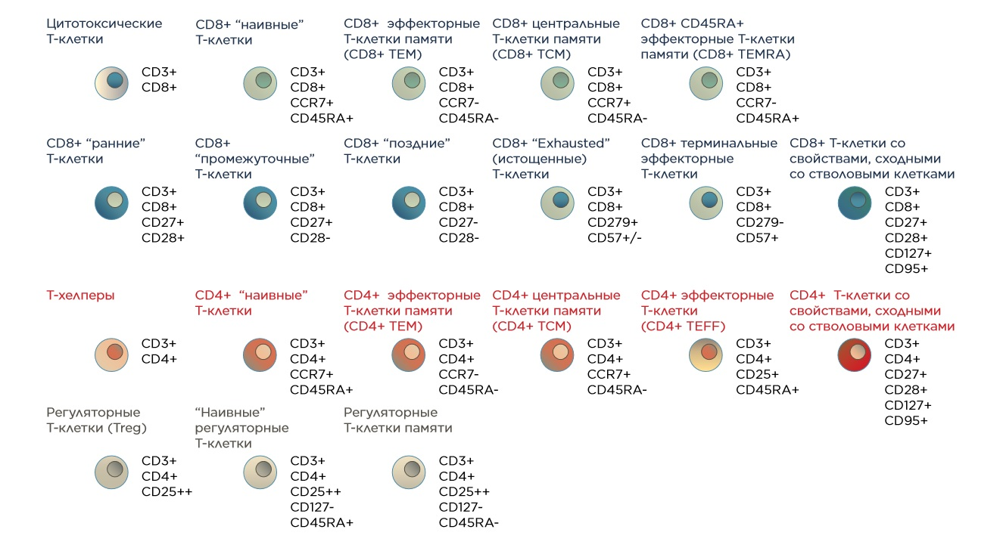 Цитотоксические
Т-клетки
CD3+
CD8+
CD8+ “наивные”
Т-клетки
CD3+
CD8+
CCR7+
CD45RA+
CD8+ эффекторные
Т-клетки памяти
(CD8+ TEM)
CD3+
CD8+
CCR7-
CD45RA-
CD8+ центральные
Т-клетки памяти
(CD8+ TCM)
CD3+
CD8+
CCR7+
CD45RA-
CD8+ CD45RA+
эффекторные Т-клетки
памяти (CD8+ TEMRA)
CD3+
CD8+
CCR7-
CD45RA+
CD8+ “ранние”
Т-клетки
CD3+
CD8+
CD27+
CD28+
CD8+
“промежуточные”
Т-клетки
CD3+
CD8+
CD27+
CD28-
CD8+ “поздние”
Т-клетки
CD3+
CD8+
CD27-
CD28-
CD8+ “Exhausted”
(истощенные)
Т-клетки
CD3+
CD8+
CD279+
CD57+/-
CD8+ терминальные
эффекторные
Т-клетки
CD3+
CD8+
CD279-
CD57+
CD8+ Т-клетки со
свойствами, сходными
со стволовыми клетками
CD3+
CD8+
CD27+
CD28+
CD127+
CD95+
Т-хелперы
CD3+
CD4+
CD4+ “наивные”
Т-клетки
CD3+
CD4+
CCR7+
CD45RA+
CD4+ эффекторные
Т-клетки памяти
(CD4+ TEM)
CD3+
CD4+
CCR7-
CD45RA-
CD4+ центральные
Т-клетки памяти
(CD4+ TCM)
CD3+
CD4+
CCR7+
CD45RA-
CD4+ эффекторные
Т-клетки
(CD4+ TEFF)
CD3+
CD4+
CD25+
CD45RA+
CD4+ Т-клетки со
свойствами, сходными
со стволовыми клетками
CD3+
CD4+
CD27+
CD28+
CD127+
CD95+
Регуляторные
Т-клетки (Treg)
CD3+
CD4+
CD25++
“Наивные”
регуляторные
Т-клетки
CD3+
CD4+
CD25++
CD127-
CD45RA+
Регуляторные
Т-клетки памяти
CD3+
CD4+
CD25++
CD127-
CD45RA-